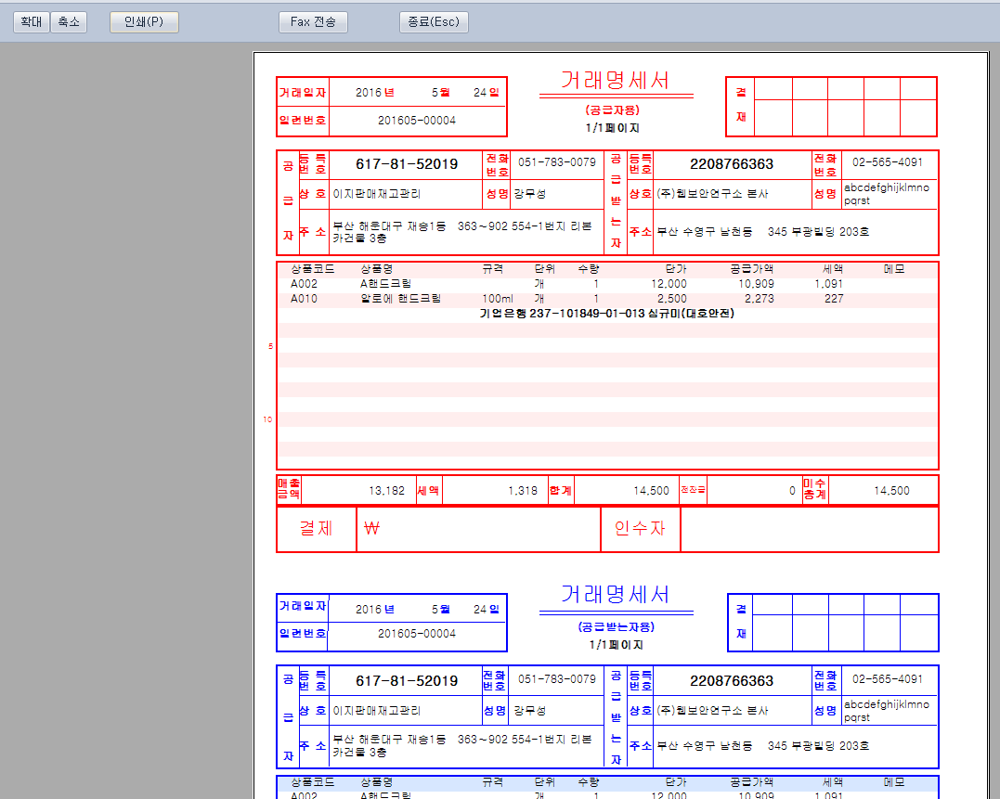 확대 축소 인쇄(P) Fax 전송 종료(Esc)
거래명세서
(공급자용)
1/1페이지
거래일자 2016 년 5 월 24 일
일련번호 201605-00004
결재
공급자
등록번호 617-81-52019 전화번호 051-783-0079
상호 이지판매재고관리 성명 강무성
주소 부산 해운대구 재송1동 363~902 554-1번지 리본
카건물 3층
공급받는자
등록번호 2208766363 전화번호 02-565-4091
상호 (주)웹보안연구소 본사 성명 abcdefghijklmno
pqrst
주소 부산 수영구 남천동 345 부광빌딩 203호
상품코드 상품명 규격 단위 수량 단가 공급가액 세액 메모
A002 A핸드크림 개 1 12,000 10,909 1,091
A010 알로에 핸드크림 100ml 개 1 2,500 2,273 227
기업은행 237-101849-01-013 심규미(대호안전)
5
10
매출금액 13,182 세액 1,318 합계 14,500 전잔금 0 미수총계 14,500
결제 ₩ 인수자
거래명세서
(공급받는자용)
1/1페이지
거래일자 2016 년 5 월 24 일
일련번호 201605-00004
결재
공급자
등록번호 617-81-52019 전화번호 051-783-0079
상호 이지판매재고관리 성명 강무성
주소 부산 해운대구 재송1동 363~902 554-1번지 리본
카건물 3층
공급받는자
등록번호 2208766363 전화번호 02-565-4091
상호 (주)웹보안연구소 본사 성명 abcdefghijklmno
pqrst
주소 부산 수영구 남천동 345 부광빌딩 203호
상품코드 상품명 규격 단위 수량 단가 공급가액 세액 메모
A002 A핸드크림 개 1 12,000 10,909 1,091